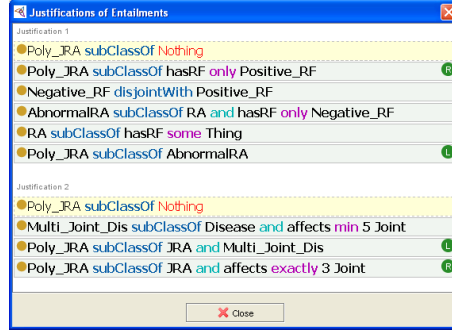 Justifications of Entailments
Justification 1
Poly_JRA subClassOf Nothing
Poly_JRA subClassOf hasRF only Positive_RF R
Negative_RF disjointWith Positive_RF
AbnormalRA subClassOf RA and hasRF only Negative_RF
RA subClassOf hasRF some Thing
Poly_JRA subClassOf AbnormalRA L
Justification 2
Poly_JRA subClassOf Nothing
Multi_Joint_Dis subClassOf Disease and affects min 5 Joint
Poly_JRA subClassOf JRA and Multi_Joint_Dis L
Poly_JRA subClassOf JRA and affects exactly 3 Joint R
Close